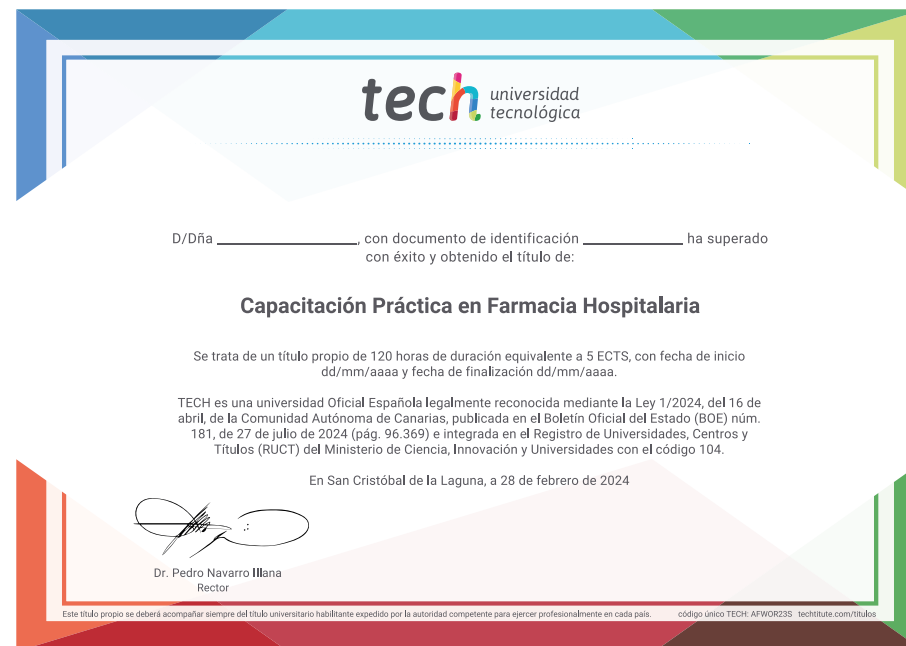 tech universidad
tecnológica
D/Dña ____________________, con documento de identificación ______________ ha superado
con éxito y obtenido el título de:
Capacitación Práctica en Farmacia Hospitalaria
Se trata de un título propio de 120 horas de duración equivalente a 5 ECTS, con fecha de inicio
dd/mm/aaaa y fecha de finalización dd/mm/aaaa.
TECH es una universidad Oficial Española legalmente reconocida mediante la Ley 1/2024, del 16 de
abril, de la Comunidad Autónoma de Canarias, publicada en el Boletín Oficial del Estado (BOE) núm.
181, de 27 de julio de 2024 (pág. 96.369) e integrada en el Registro de Universidades, Centros y
Títulos (RUCT) del Ministerio de Ciencia, Innovación y Universidades con el código 104.
En San Cristóbal de la Laguna, a 28 de febrero de 2024
Dr. Pedro Navarro Illana
Rector
Este título propio se deberá acompañar siempre del título universitario habilitante expedido por la autoridad competente para ejercer profesionalmente en cada país. código único TECH: AFWOR23S techtitute.com/titulos